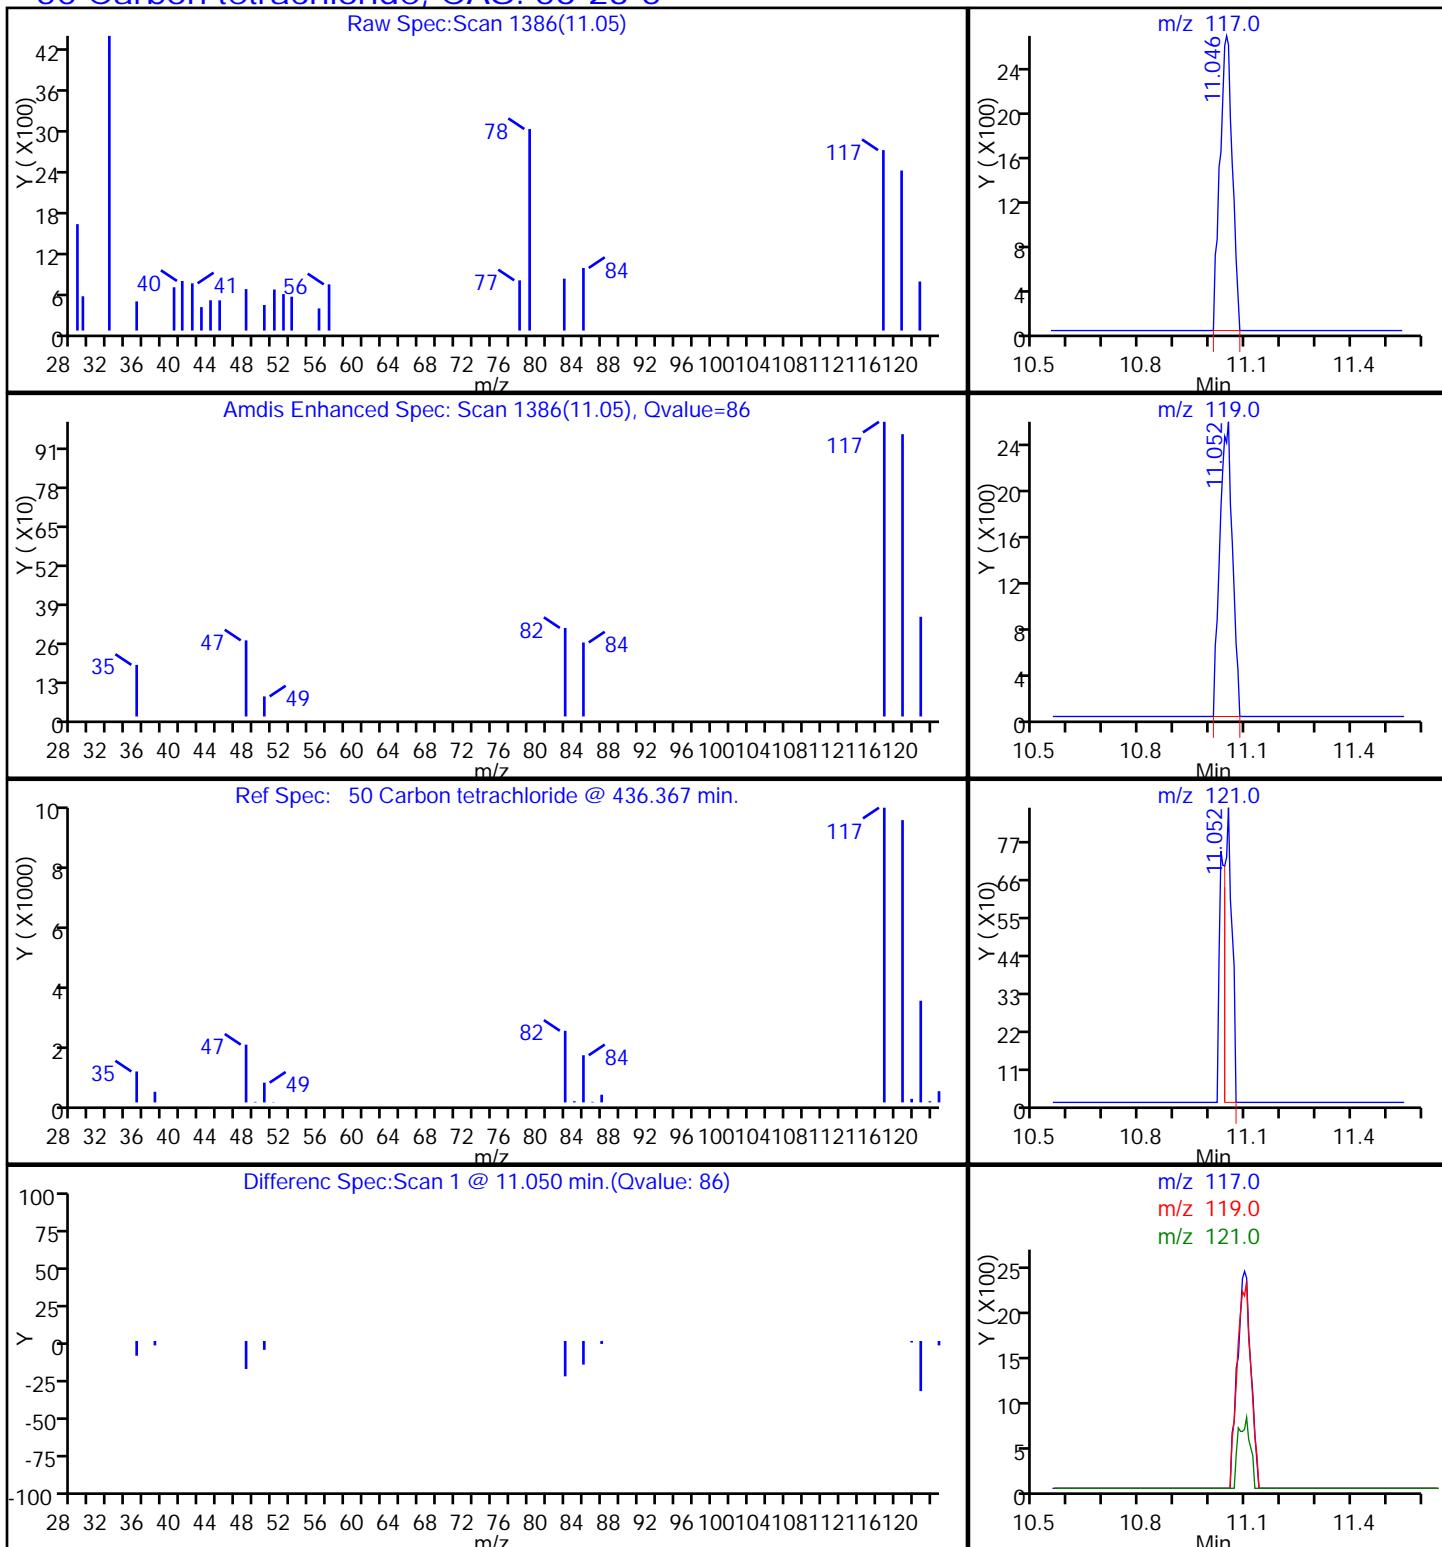 Raw Spec:Scan 1386(11.05)
Y ( X100)
42
36
30
24
18
12
6
0
40
41
56
77
78
84
117
28 32 36 40 44 48 52 56 60 64 68 72 76 80 84 88 92 96 100104108112116120
m/z
m/z 117.0
Y ( X100)
24
20
16
12
8
4
0
11.046
10.5 10.8 11.1 11.4
Min
Amdis Enhanced Spec: Scan 1386(11.05), Qvalue=86
Y ( X10)
91
78
65
52
39
26
13
0
35
47
49
82
84
117
28 32 36 40 44 48 52 56 60 64 68 72 76 80 84 88 92 96 100104108112116120
m/z
m/z 119.0
Y ( X100)
24
20
16
12
8
4
0
11.052
10.5 10.8 11.1 11.4
Min
Ref Spec: 50 Carbon tetrachloride @ 436.367 min.
Y ( X1000)
10
8
6
4
2
0
35
47
49
82
84
117
28 32 36 40 44 48 52 56 60 64 68 72 76 80 84 88 92 96 100104108112116120
m/z
m/z 121.0
Y ( X10)
77
66
55
44
33
22
11
0
11.052
10.5 10.8 11.1 11.4
Min
Differenc Spec:Scan 1 @ 11.050 min.(Qvalue: 86)
Y
100
75
50
25
0
-25
-50
-75
-100
28 32 36 40 44 48 52 56 60 64 68 72 76 80 84 88 92 96 100104108112116120
m/z
m/z 117.0
m/z 119.0
m/z 121.0
Y ( X100)
25
20
15
10
5
0
10.5 10.8 11.1 11.4
Min